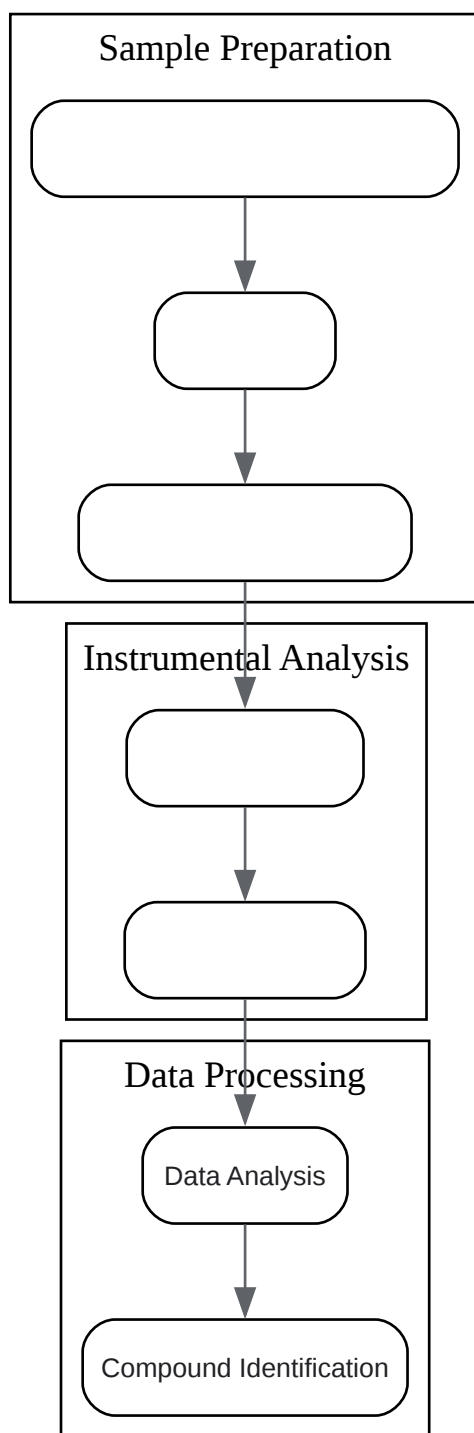 Sample Preparation
Instrumental Analysis
Data Processing
Data Analysis
Compound Identification